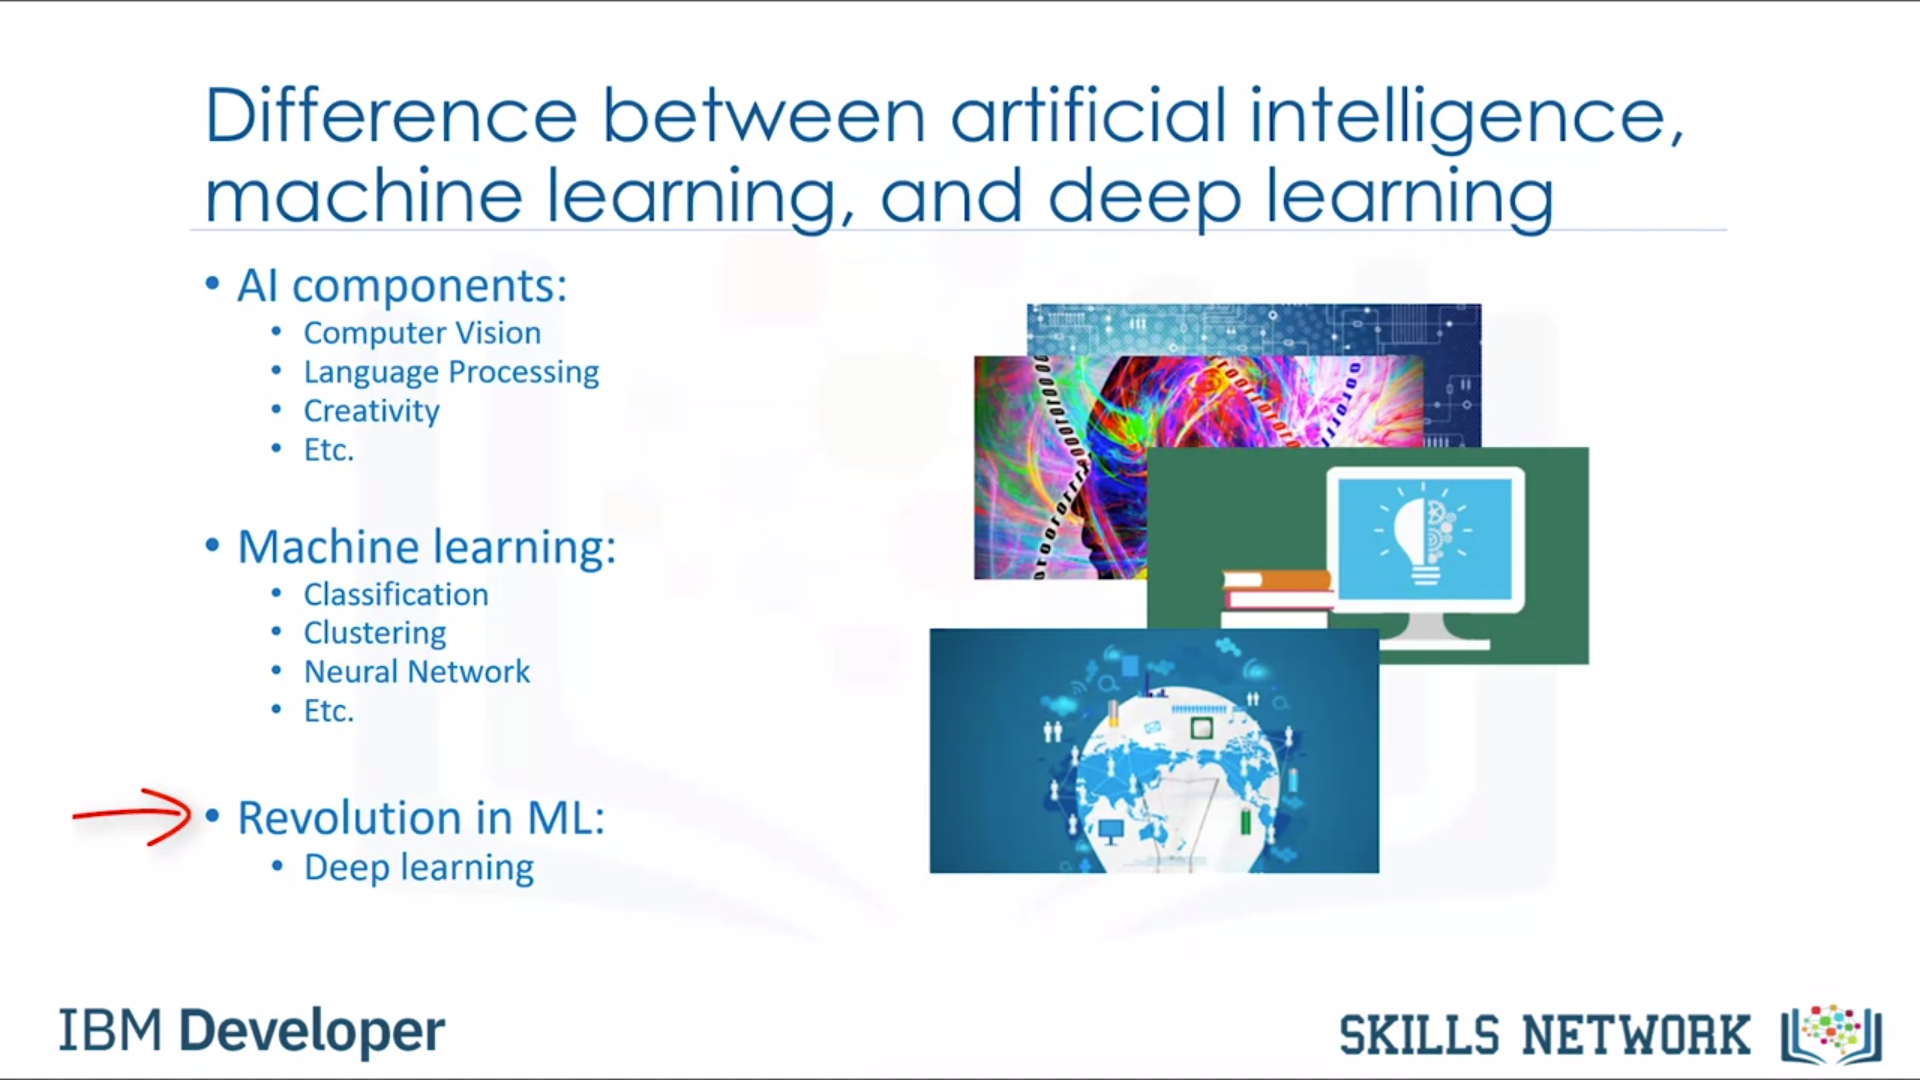 Difference between artificial intelligence,
machine learning, and deep learning
• AI components:
• Computer Vision
• Language Processing
• Creativity
• Etc.
• Machine learning:
• Classification
• Clustering
• Neural Network
• Etc.
• Revolution in ML:
• Deep learning
IBM Developer
SKILLS NETWORK